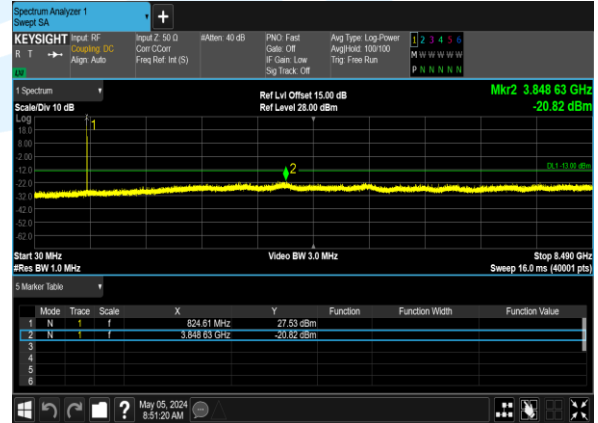 Spectrum Analyzer 1
Swept SA
KEYSIGHT Input: RF Input Z: 50 Ω #Atten: 40 dB PNO: Fast Avg Type: Log-Power 1 2 3 4 5 6
R T Coupling: DC Corr CCorr Gate: Off Avg|Hold: 100/100 M W W W W W
Align: Auto Freq Ref: Int (S) IF Gain: Low Trig: Free Run
Sig Track: Off P N N N N N
1 Spectrum Ref Lvl Offset 15.00 dB Mkr2 3.848 63 GHz
Scale/Div 10 dB Ref Level 28.00 dBm -20.82 dBm
Log
1
18.0
8.00
-2.00
-12.0 2 DL1 -13.00 dBm
-22.0
-32.0
-42.0
-52.0
-62.0
Start 30 MHz Video BW 3.0 MHz Stop 8.490 GHz
#Res BW 1.0 MHz Sweep 16.0 ms (40001 pts)
5 Marker Table
Mode Trace Scale X Y Function Function Width Function Value
1 N 1 f 824.61 MHz 27.53 dBm
2 N 1 f 3.848 63 GHz -20.82 dBm
3
4
5
6
? May 05, 2024
8:51:20 AM